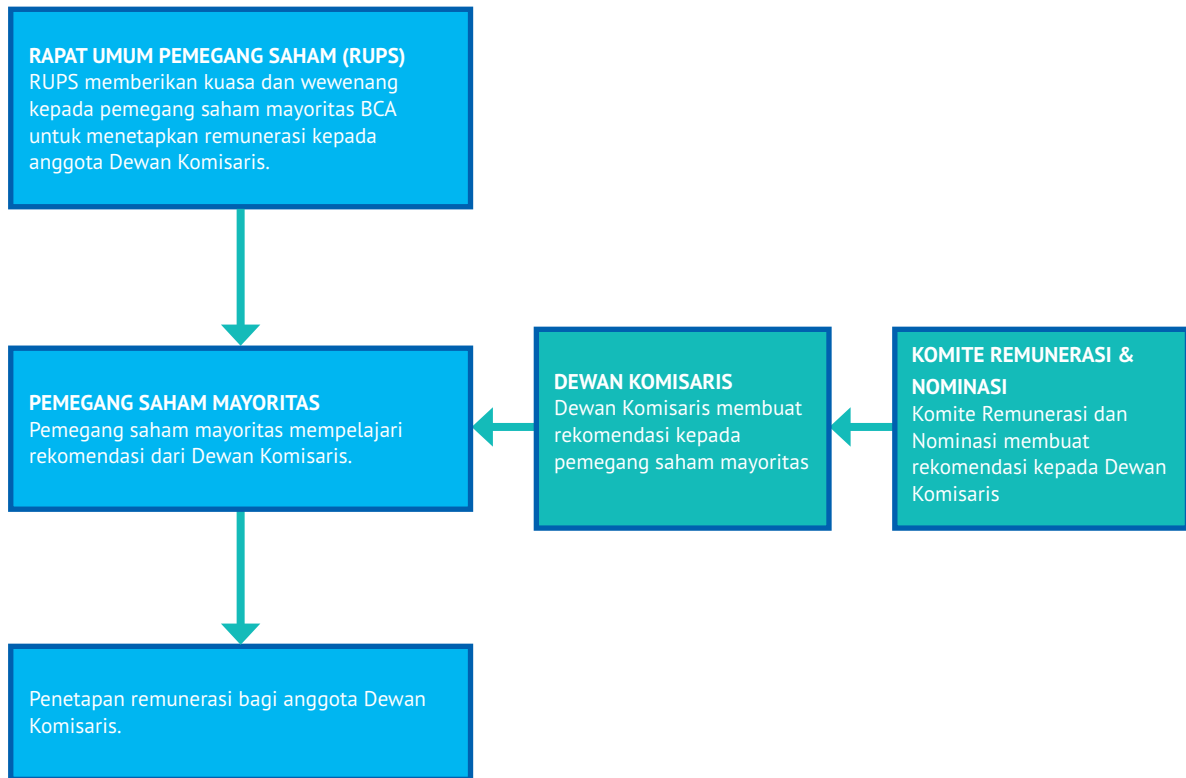 RAPAT UMUM PEMEGANG SAHAM (RUPS)
RUPS memberikan kuasa dan wewenang
kepada pemegang saham mayoritas BCA
untuk menetapkan remunerasi kepada
anggota Dewan Komisaris.
PEMEGANG SAHAM MAYORITAS
Pemegang saham mayoritas mempelajari
rekomendasi dari Dewan Komisaris.
DEWAN KOMISARIS
Dewan Komisaris membuat
rekomendasi kepada
pemegang saham mayoritas
KOMITE REMUNERASI &
NOMINASI
Komite Remunerasi dan
Nominasi membuat
rekomendasi kepada Dewan
Komisaris
Penetapan remunerasi bagi anggota Dewan
Komisaris.